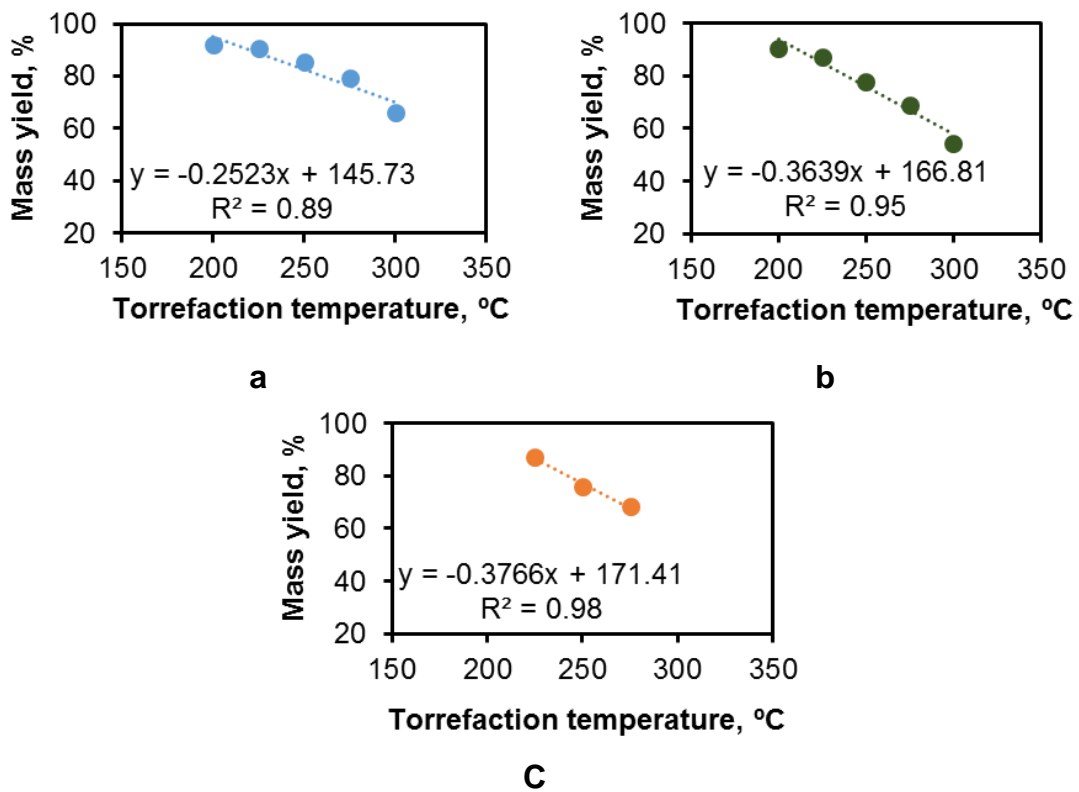 Mass yield, %
100
80
60
40
20
y = -0.2523x + 145.73
R² = 0.89
150 200 250 300 350
Torrefaction temperature, ºC
a
Mass yield, %
100
80
60
40
20
y = -0.3639x + 166.81
R² = 0.95
150 200 250 300 350
Torrefaction temperature, ºC
b
Mass yield, %
100
80
60
40
20
y = -0.3766x + 171.41
R² = 0.98
150 200 250 300 350
Torrefaction temperature, ºC
C